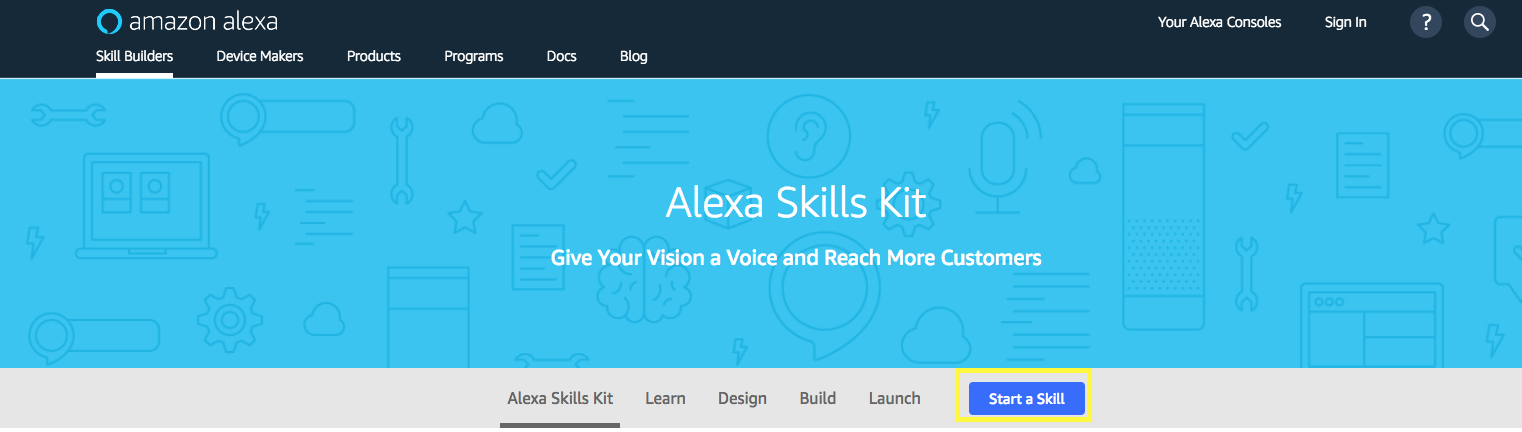 amazon alexa
Your Alexa Consoles Sign In ?
Skill Builders Device Makers Products Programs Docs Blog
Alexa Skills Kit
Give Your Vision a Voice and Reach More Customers
Alexa Skills Kit Learn Design Build Launch Start a Skill